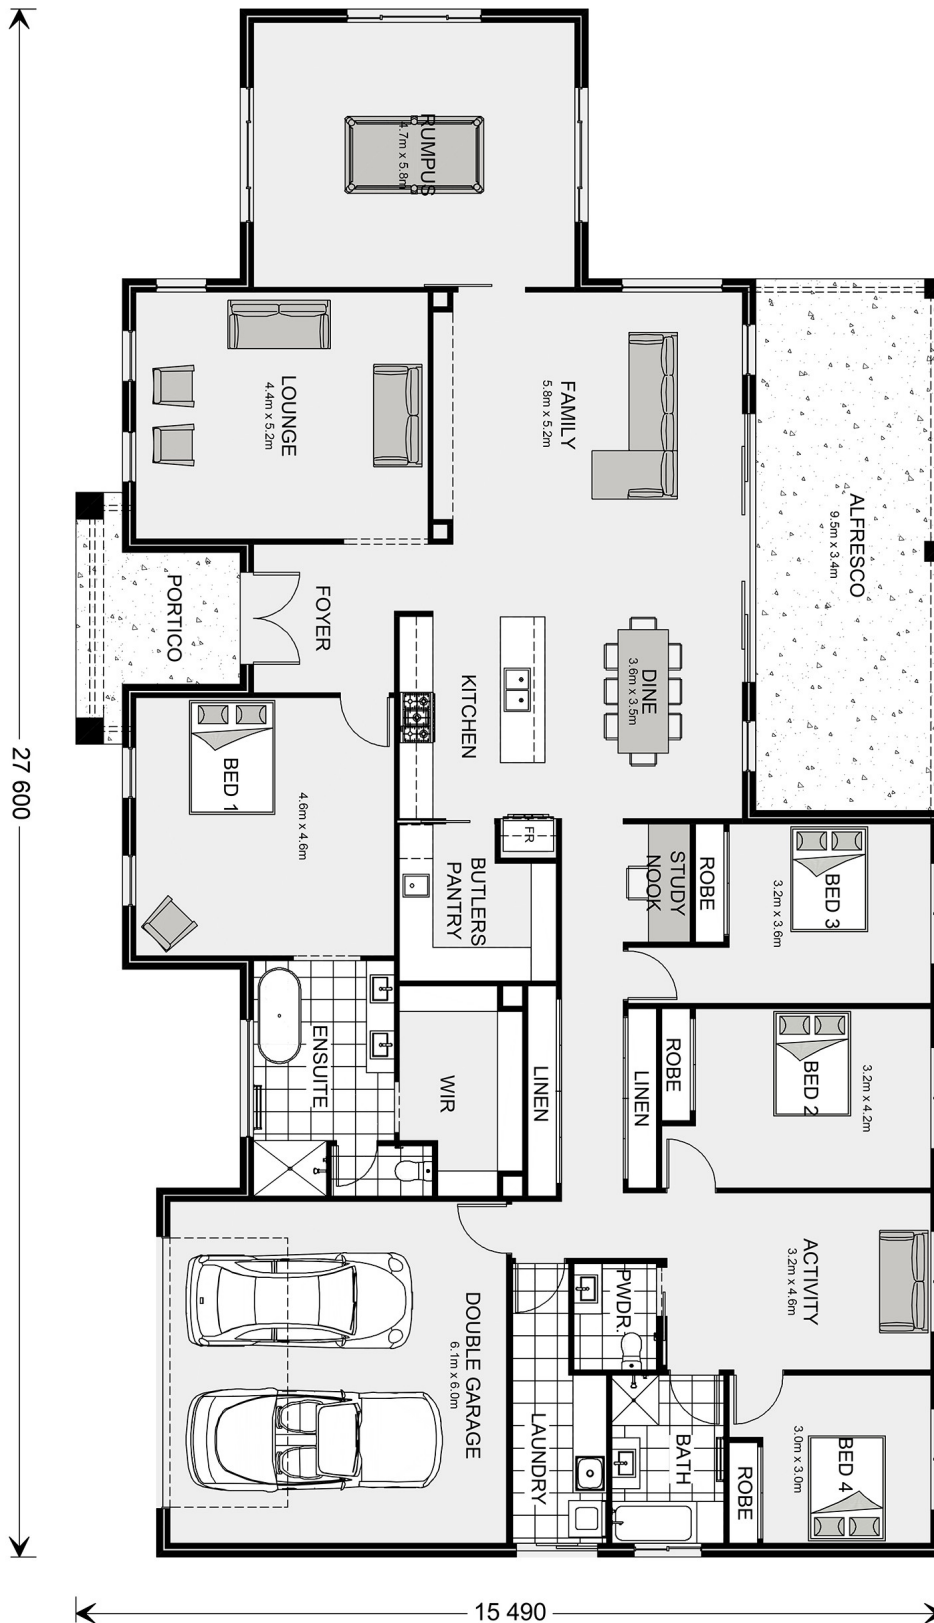 RUMPUS
4.7m x 5.8m
LOUNGE
4.4m x 5.2m
FAMILY
5.8m x 5.2m
ALFRESCO
9.5m x 3.4m
PORTICO
FOYER
KITCHEN
DINE
3.6m x 3.5m
BED 1
4.6m x 4.6m
FR
BUTLERS
PANTRY
STUDY
NOOK
ROBE
BED 3
3.2m x 3.6m
ENSUITE
WIR
LINEN
LINEN
ROBE
BED 2
3.2m x 4.2m
ACTIVITY
3.2m x 4.6m
DOUBLE GARAGE
6.1m x 6.0m
PWDR.
LAUNDRY
BATH
ROBE
BED 4
3.0m x 3.0m
27 600
15 490